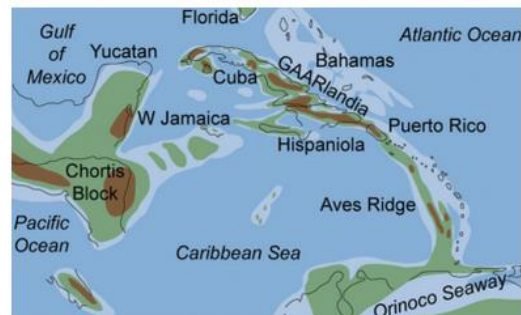 Florida
Gulf
of
Mexico
Yucatan
Atlantic Ocean
Bahamas
Cuba
GAARlandia
W Jamaica
Puerto Rico
Hispaniola
Chortis
Block
Aves Ridge
Pacific
Ocean
Caribbean Sea
Orinoco Seaway